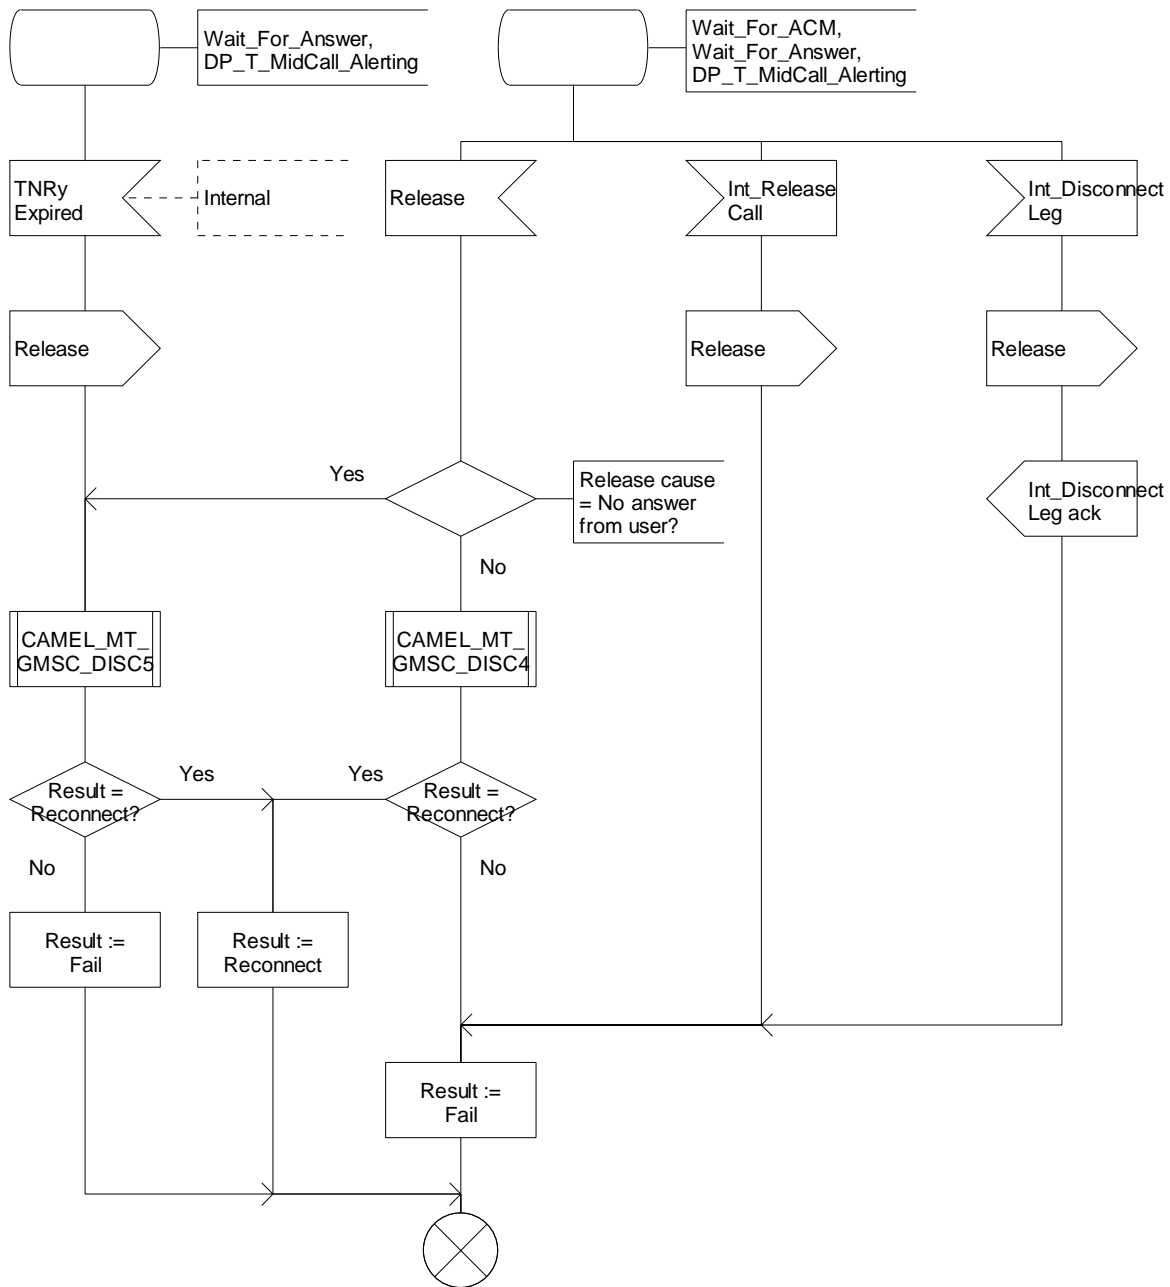 Wait_For_Answer,
DP_T_MidCall_Alerting
Wait_For_ACM,
Wait_For_Answer,
DP_T_MidCall_Alerting
TNRy
Expired
Internal
Release
Int_Release
Call
Int_Disconnect
Leg
Release
Release
Release
Yes
Release cause
= No answer
from user?
Int_Disconnect
Leg ack
No
CAMEL_MT_
GMSC_DISC5
CAMEL_MT_
GMSC_DISC4
Result =
Reconnect?
Yes
Yes
Result =
Reconnect?
No
No
Result :=
Fail
Result :=
Reconnect
Result :=
Fail